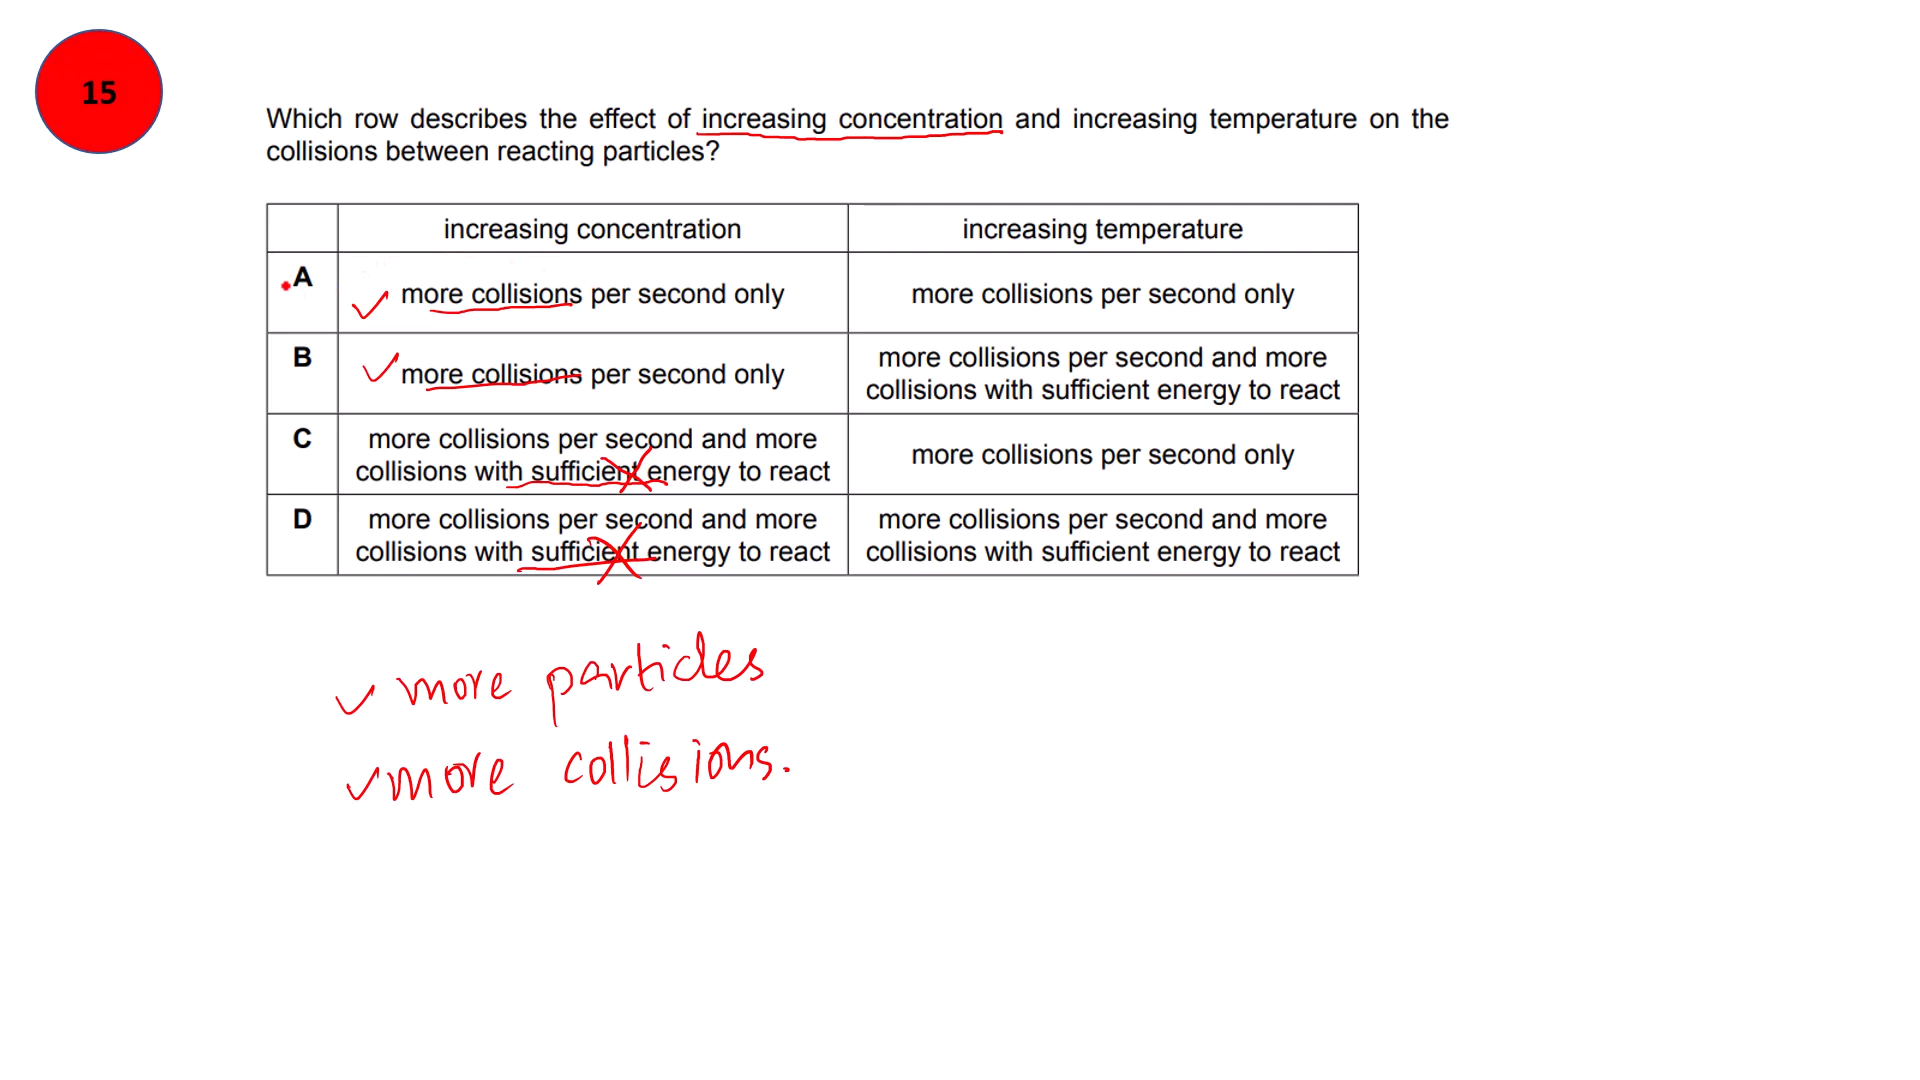 15
Which row describes the effect of increasing concentration and increasing temperature on the
collisions between reacting particles?
increasing concentration increasing temperature
A more collisions per second only more collisions per second only
B more collisions per second only more collisions per second and more
collisions with sufficient energy to react
C more collisions per second and more
collisions with sufficient energy to react more collisions per second only
D more collisions per second and more more collisions per second and more
collisions with sufficient energy to react collisions with sufficient energy to react
more particles
more collisions.